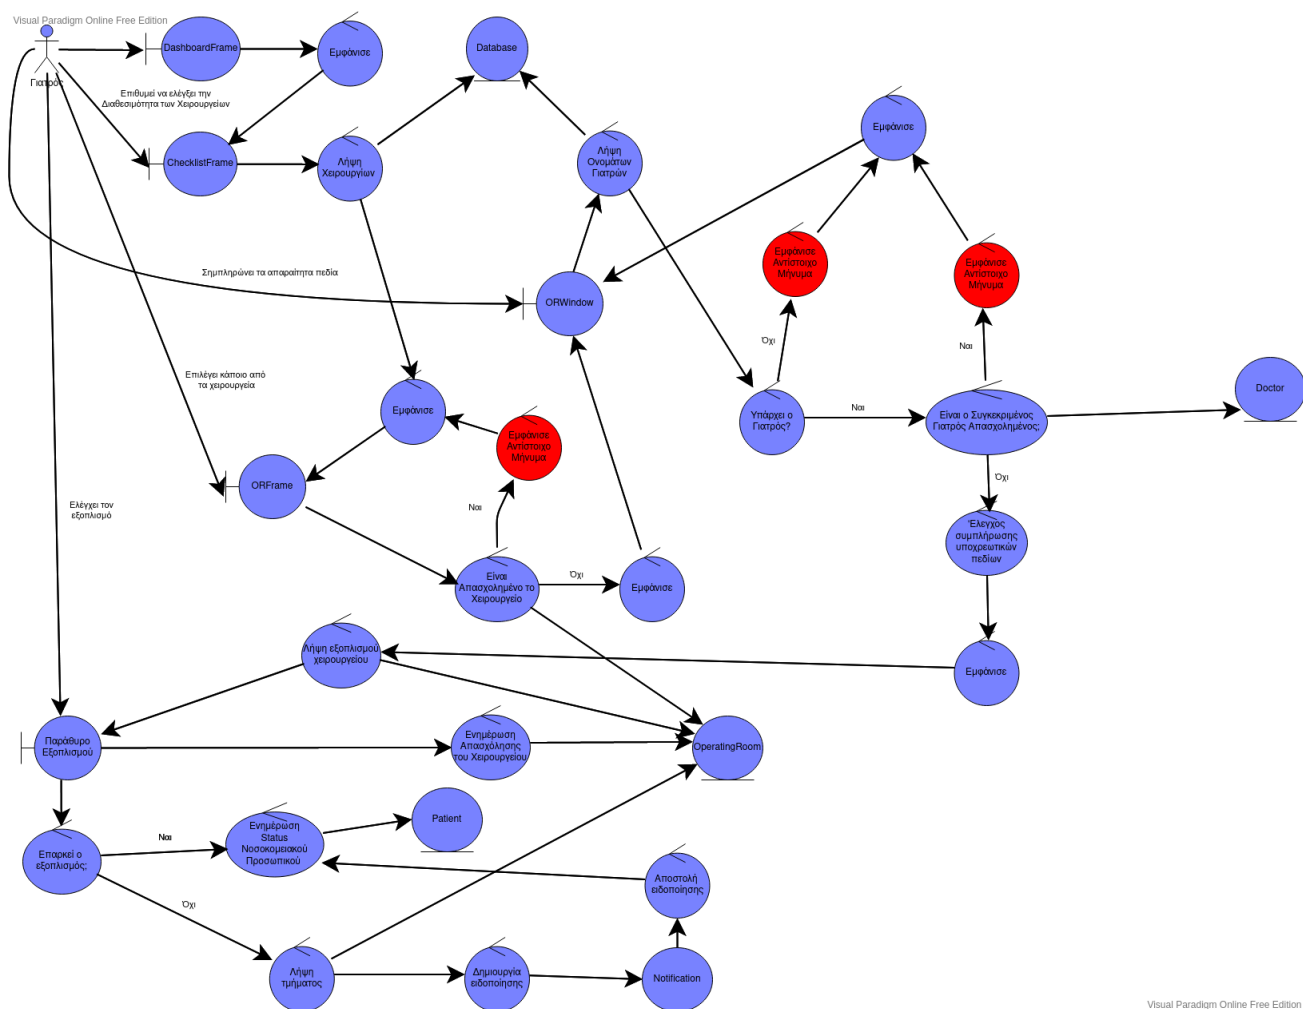 Visual Paradigm Online Free Edition
Γιατρός
DashboardFrame
Εμφάνισε
Database
Επιθυμεί να ελέγξει την
Διαθεσιμότητα των Χειρουργείων
ChecklistFrame
Λήψη
Χειρουργίων
Λήψη
Ονομάτων
Γιατρών
Εμφάνισε
Εμφάνισε
Αντίστοιχο
Μήνυμα
Εμφάνισε
Αντίστοιχο
Μήνυμα
Σημπληρώνει τα απαραίτητα πεδία
ORWindow
Όχι
Ναι
Επιλέγει κάποιο από
τα χειρουργεία
Εμφάνισε
Εμφάνισε
Αντίστοιχο
Μήνυμα
Υπάρχει ο
Γιατρός?
Ναι
Είναι ο Συγκεκριμένος
Γιατρός Απασχολημένος;
Doctor
ORFrame
Ελέγχει τον
εξοπλισμό
Ναι
Όχι
Έλεγχος
συμπλήρωσης
υποχρεωτικών
πεδίων
Είναι
Απασχολημένο το
Χειρουργείο
Όχι
Εμφάνισε
Λήψη εξοπλισμού
χειρουργείου
Εμφάνισε
Παράθυρο
Εξοπλισμού
Ενημέρωση
Απασχόλησης
του Χειρουργείου
OperatingRoom
Επαρκεί ο
εξοπλισμός;
Ναι
Ενημέρωση
Status
Νοσοκομειακού
Προσωπικού
Patient
Αποστολή
ειδοποίησης
Όχι
Λήψη
τμήματος
Δημιουργία
ειδοποίησης
Notification
Visual Paradigm Online Free Edition